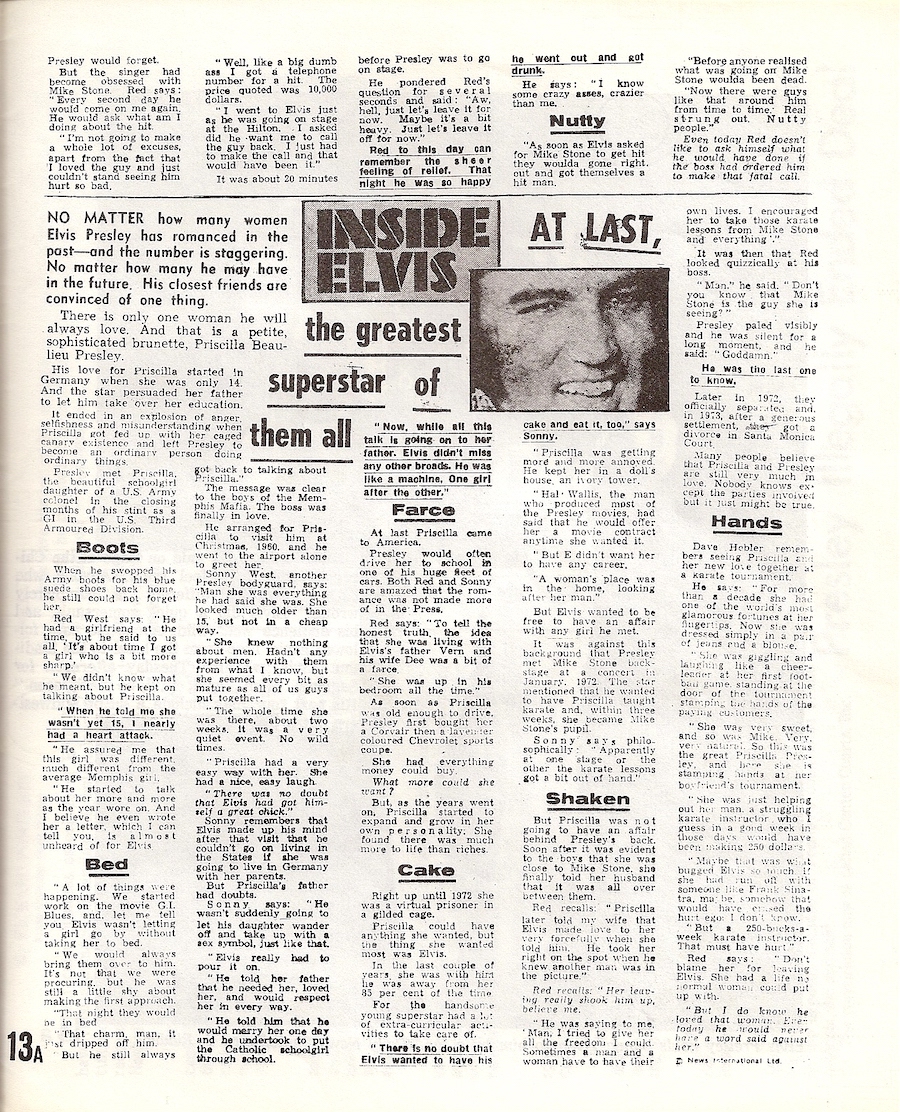 Presley would forget.
But the singer had
become obsessed with
Mike Stone. Red says:
"Every second day he
would come on me again.
He would ask what am I
doing about the hit.
"I'm not going to make
a whole lot of excuses,
apart from the fact that
I loved the guy and just
couldn't stand seeing him
hurt so bad.
"Well, like a big dumb
ass I got a telephone
number for a hit. The
price quoted was 10,000
dollars.
"I went to Elvis just
as he was going on stage
at the Hilton. I asked
did he want me to call
the guy back. I just had
to make the call and that
would have been it."
It was about 20 minutes
before Presley was to go
on stage.
He pondered Red's
question for several
seconds and said: "Aw,
hell, just let's leave it for
now. Maybe it's a bit
heavy. Just let's leave it
off for now."
Red to this day can
remember the sheer
feeling of relief. That
night he was so happy
he went out and got
drunk.
He says: "I know
some crazy asses, crazier
than me.
Nutty
"As soon as Elvis asked
for Mike Stone to get hit
they woulda gone right
out and got themselves a
hit man.
"Before anyone realised
what was going on Mike
Stone woulda been dead.
"Now there were guys
like that around him
from time to time. Real
strung out. Nutty
people."
Even today Red doesn't
like to ask himself what
he would have done if
the boss had ordered him
to make that fatal call.
INSIDE
ELVIS
AT LAST,
the greatest
superstar of
them all
NO MATTER how many women
Elvis Presley has romanced in the
past—and the number is staggering.
No matter how many he may have
in the future. His closest friends are
convinced of one thing.
There is only one woman he will
always love. And that is a petite,
sophisticated brunette, Priscilla Beau-
lieu Presley.
His love for Priscilla started in
Germany when she was only 14.
And the star persuaded her father
to let him take over her education.
It ended in an explosion of anger,
selfishness and misunderstanding when
Priscilla got fed up with her caged
canary existence and left Presley to
become an ordinary person doing
ordinary things.
Presley met Priscilla,
the beautiful schoolgirl
daughter of a U.S. Army
colonel in the closing
months of his stint as a
GI in the U.S. Third
Armoured Division.
Boots
When he swopped his
Army boots for his blue
suede shoes back home,
he still could not forget
her.
Red West says: "He
had a girlfriend at the
time, but he said to us
all, 'It's about time I got
a girl who is a bit more
sharp.'
"We didn't know what
he meant, but he kept on
talking about Priscilla.
"When he told me she
wasn't yet 15, I nearly
had a heart attack.
"He assured me that
this girl was different,
much different from the
average Memphis girl.
"He started to talk
about her more and more
as the year wore on. And
I believe he even wrote
her a letter, which I can
tell you, is almost
unheard of for Elvis.
Bed
"A lot of things were
happening. We started
work on the movie G.I.
Blues, and, let me tell
you, Elvis wasn't letting
a girl go by without
taking her to bed.
"We would always
bring them over to him.
It's not that we were
procuring, but he was
still a little shy about
making the first approach.
"That night they would
be in bed
"That charm, man, it
just dripped off him.
"But he still always
got back to talking about
Priscilla."
The message was clear
to the boys of the Mem-
phis Mafia. The boss was
finally in love.
He arranged for Pris-
cilla to visit him at
Christmas, 1960, and he
went to the airport alone
to greet her.
Sonny West, another
Presley bodyguard, says:
"Man she was everything
he had said she was. She
looked much older than
15, but not in a cheap
way.
"She knew nothing
about men. Hadn't any
experience with them
from what I know, but
she seemed every bit as
mature as all of us guys
put together.
"The whole time she
was there, about two
weeks, it was a very
quiet event. No wild
times.
"Priscilla had a very
easy way with her. She
had a nice, easy laugh.
"There was no doubt
that Elvis had got him-
self a great chick."
Sonny remembers that
Elvis made up his mind
after that visit that he
couldn't go on living in
the States if she was
going to live in Germany
with her parents.
But Priscilla's father
had doubts.
Sonny says: "He
wasn't suddenly going to
let his daughter wander
off and take up with a
sex symbol, just like that.
"Elvis really had to
pour it on.
"He told her father
that he needed her, loved
her, and would respect
her in every way.
"He told him that he
would marry her one day
and he undertook to put
the Catholic schoolgirl
through school.
"Now, while all this
talk is going on to her
father. Elvis didn't miss
any other broads. He was
like a machine. One girl
after the other."
Farce
At last Priscilla came
to America.
Presley would often
drive her to school in
one of his huge fleet of
cars. Both Red and Sonny
are amazed that the rom-
ance was not made more
of in the Press.
Red says: "To tell the
honest truth, the idea
that she was living with
Elvis's father Vern and
his wife Dee was a bit of
a farce.
"She was up in his
bedroom all the time."
As soon as Priscilla
was old enough to drive,
Presley first bought her
a Corvair then a lavender
coloured Chevrolet sports
coupe.
She had everything
money could buy.
What more could she
want?
But, as the years went
on, Priscilla started to
expand and grow in her
own personality. She
found there was much
more to life than riches.
Cake
Right up until 1972 she
was a virtual prisoner in
a gilded cage.
Priscilla could have
anything she wanted, but
the thing she wanted
most was Elvis.
In the last couple of
years, she was with him
he was away from her
85 per cent of the time
For the handsome
young superstar had a lot
of extra-curricular acti-
vities to take care of.
"There is no doubt that
Elvis wanted to have his
cake and eat it, too," says
Sonny.
"Priscilla was getting
more and more annoyed.
He kept her in a doll's
house, an ivory tower.
"Hal Wallis, the man
who produced most of
the Presley movies, had
said that he would offer
her a movie contract
anytime she wanted it.
"But E didn't want her
to have any career.
"A woman's place was
in the home, looking
after her man."
But Elvis wanted to be
free to have an affair
with any girl he met.
It was against this
background that Presley
met Mike Stone back-
stage at a concert in
January, 1972. The star
mentioned that he wanted
to have Priscilla taught
karate and, within three
weeks, she became Mike
Stone's pupil.
Sonny says philo-
sophically: "Apparently
at one stage or the
other the karate lessons
got a bit out of hand."
Shaken
But Priscilla was not
going to have an affair
behind Presley's back.
Soon after it was evident
to the boys that she was
close to Mike Stone, she
finally told her husband
that it was all over
between them.
Red recalls: "Priscilla
later told my wife that
Elvis made love to her
very forcefully when she
told him. He took her
right on the spot when he
knew another man was in
the picture."
Red recalls: "Her leav-
ing really shook him up,
believe me.
"He was saying to me,
'Man, I tried to give her
all the freedom I could.
Sometimes a man and a
woman have to have their
own lives. I encouraged
her to take those karate
lessons from Mike Stone
and everything'."
It was then that Red
looked quizzically at his
boss.
"Man," he said. "Don't
you know that Mike
Stone is the guy she is
seeing?"
Presley paled visibly
and he was silent for a
long moment, and he
said: "Goddamn."
He was the last one
to know.
Later in 1972, they
officially separated and,
in 1973, after a generous
settlement, they got a
divorce in Santa Monica
Court.
Many people believe
that Priscilla and Presley
are still very much in
love. Nobody knows ex-
cept the parties involved
but it just might be true.
Hands
Dave Hebler remem-
bers seeing Priscilla and
her new love together at
a karate tournament.
He says: "For more
than a decade she had
one of the world's most
glamorous fortunes at her
fingertips. Now she was
dressed simply in a pair
of jeans and a blouse.
"She was giggling and
laughing like a cheer-
leader at her first foot-
ball game, standing at the
door of the tournament
stamping the hands of the
paying customers.
"She was very sweet,
and so was Mike. Very,
very natural. So this was
the great Priscilla Pres-
ley, and here she is
stamping hands at her
boyfriend's tournament.
"She was just helping
out her man, a struggling
karate instructor who I
guess in a good week in
those days would have
been making 250 dollars.
"Maybe that was what
bugged Elvis so much. If
she had run off with
someone like Frank Sina-
tra, maybe, somehow that
would have eased the
hurt ego. I don't know.
"But a 250-bucks-a-
week karate instructor.
That must have hurt."
Red says: "Don't
blame her for leaving
Elvis. She had a life no
normal woman could put
up with.
"But I do know he
loved that woman. Even
today he would never
have a word said against
her."
© News International Ltd.
13A